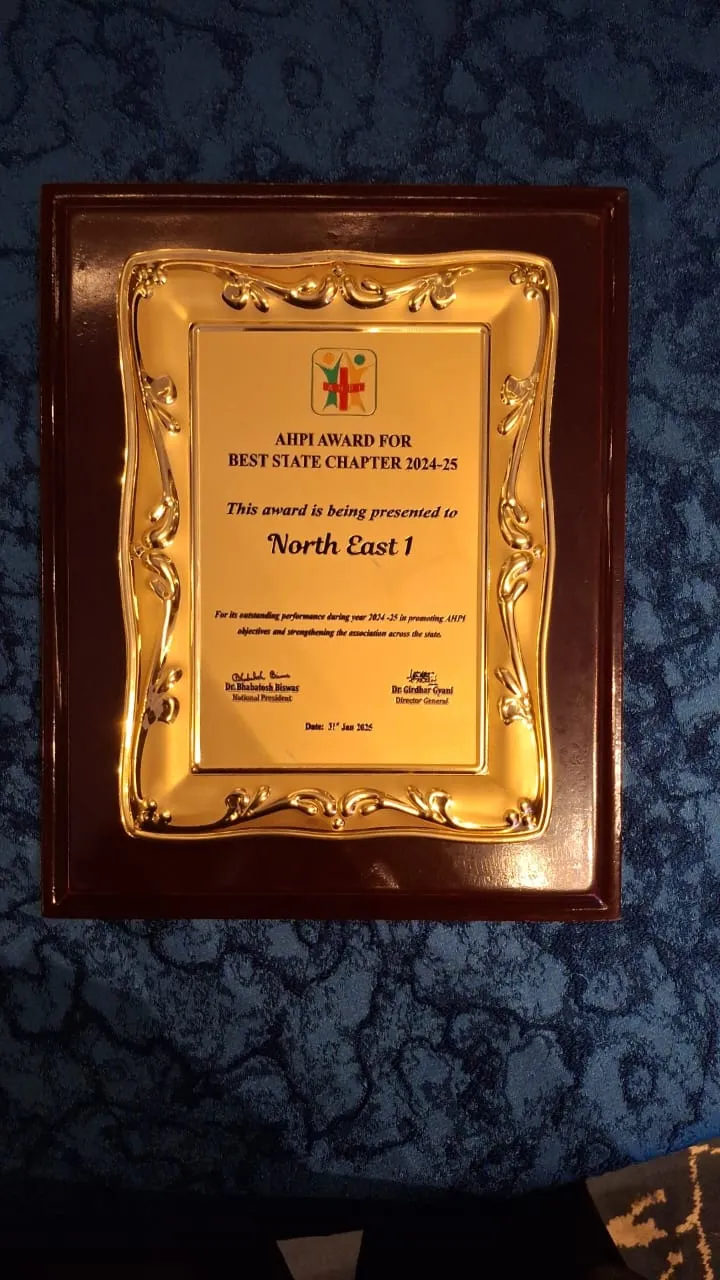 AHPI
AHPI AWARD FOR
BEST STATE CHAPTER 2024-25
This award is being presented to
North East 1
For its outstanding performance during year 2024 -25 in promoting AHPI
objectives and strengthening the association across the state.
Dr. Bhabatosh Biswas
National President
Dr. Girdhar Gyani
Director General
Date: 31st Jan 2025